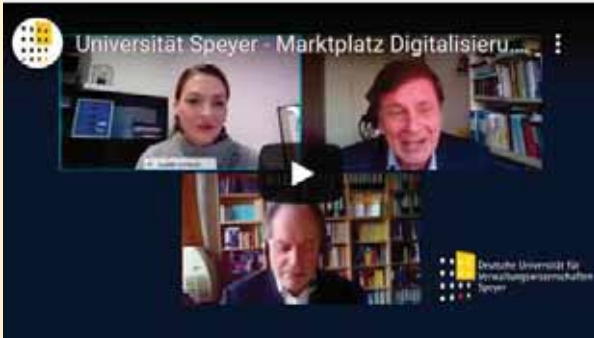 Universität Speyer - Marktplatz Digitalisieru....
Deutsche Universität für
Verwaltungswissenschaften
Speyer